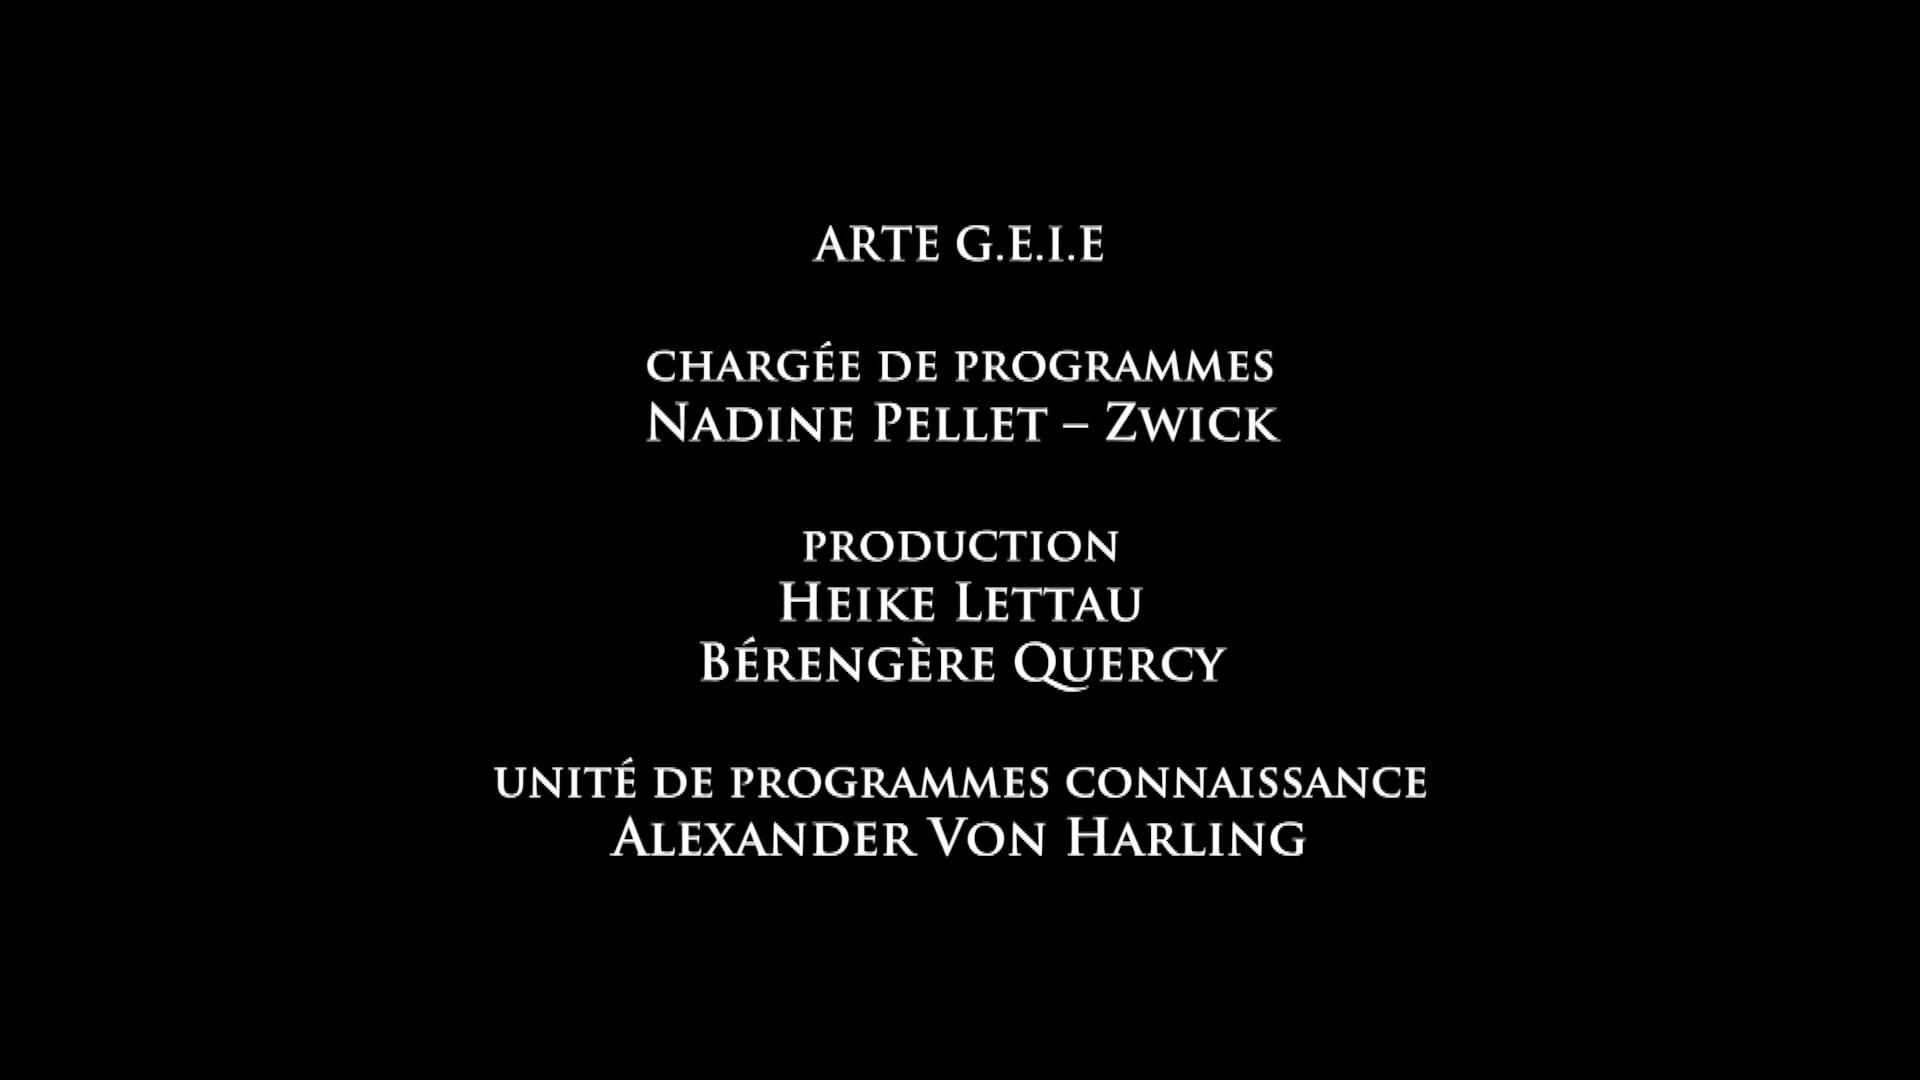 ARTE G.E.I.E
CHARGÉE DE PROGRAMMES
NADINE PELLET – ZWICK
PRODUCTION
HEIKE LETTAU
BÉRENGÈRE QUERCY
UNITÉ DE PROGRAMMES CONNAISSANCE
ALEXANDER VON HARLING